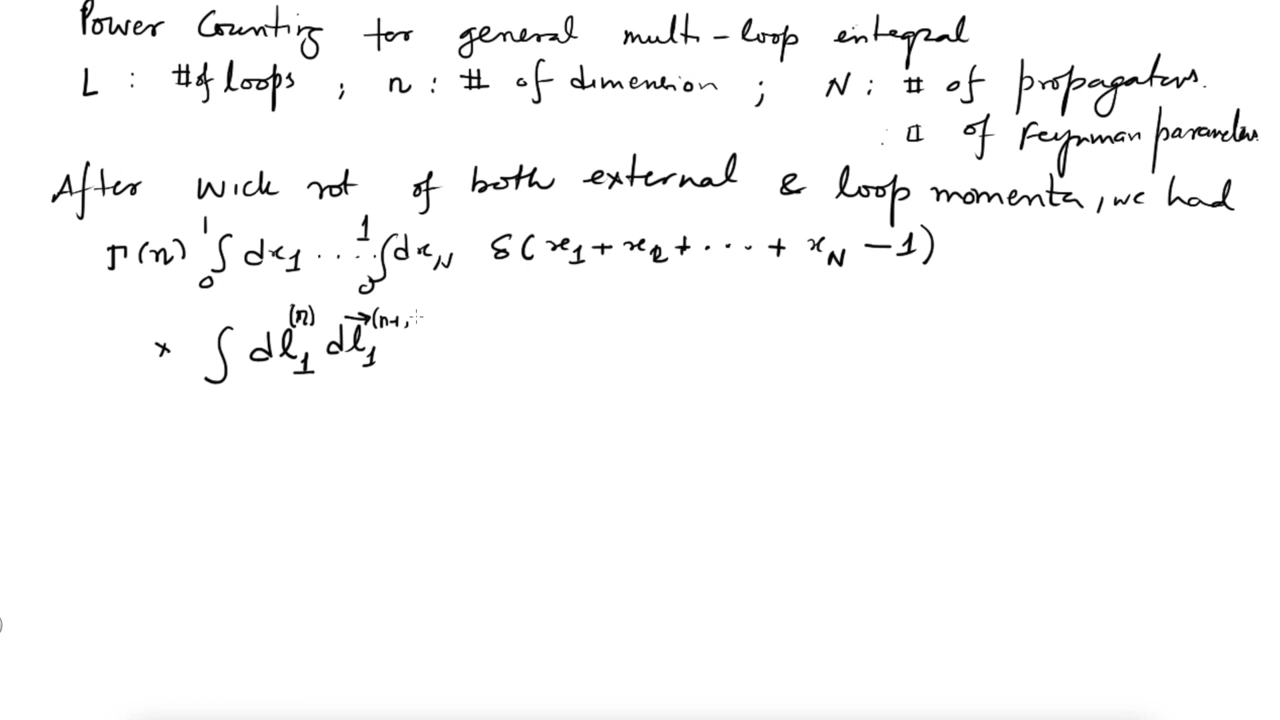 Power Counting for general multi-loop integral
L : # of loops ; n : # of dimension ; N : # of propagators.
: # of Feynman parameters
After Wick rot of both external & loop momenta, we had
Γ(n) ∫₀¹ dx₁ .... ∫₀¹ dx_N δ(x₁ + x₂ + ... + x_N − 1)
× ∫ dl₁⁽ⁿ⁾ dl⃗₁⁽ⁿ⁻¹,
)